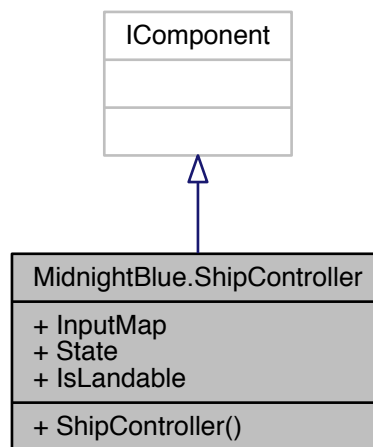 IComponent
MidnightBlue.ShipController
+ InputMap
+ State
+ IsLandable
+ ShipController()